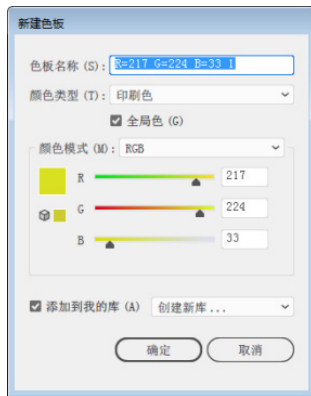 新建色板
色板名称 (S): R=217 G=224 B=33 1
颜色类型 (T): 印刷色
全局色 (G)
颜色模式 (M): RGB
R 217
G 224
B 33
添加到我的库 (A) 创建新库...
确定 取消